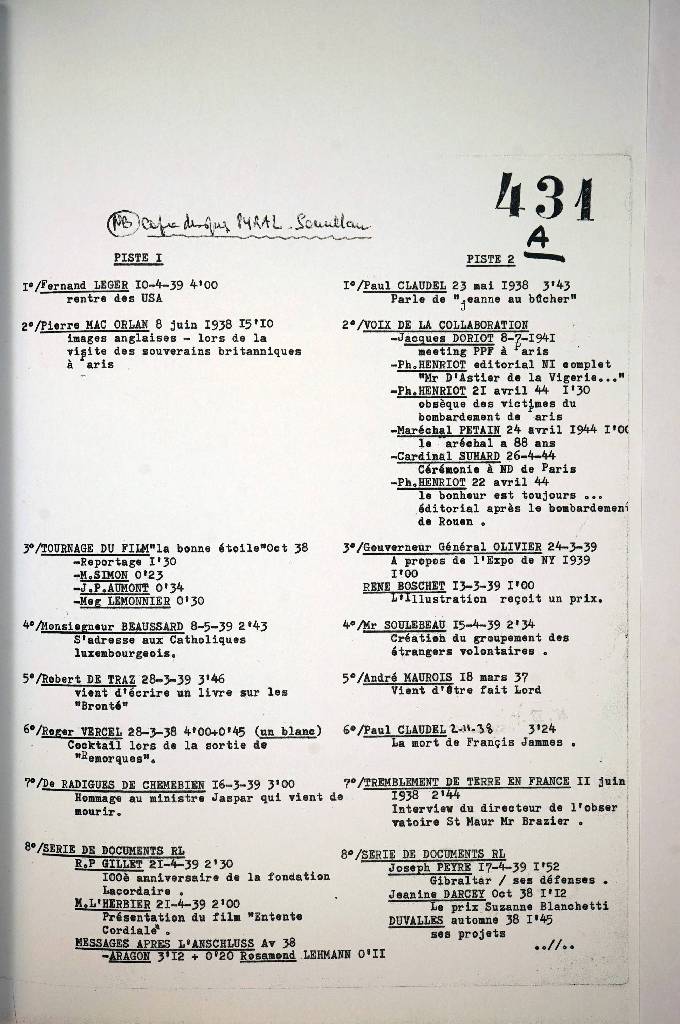 431
A
NB PYRAL
PISTE I
I°/Fernand LEGER I0-4-39 4'00
rentre des USA
2°/Pierre MAC ORLAN 8 juin I938 I5'I0
images anglaises - lors de la
visite des souverains britanniques
à Paris
3°/TOURNAGE DU FILM"la bonne étoile"Oct 38
-Reportage I'30
-M.SIMON 0'23
-J.P.AUMONT 0'34
-Meg LEMONNIER 0'30
4°/Monsiegneur BEAUSSARD 8-5-39 2'43
S'adresse aux Catholiques
luxembourgeois.
5°/Robert DE TRAZ 28-3-39 3'46
vient d'écrire un livre sur les
"Bronté"
6°/Roger VERCEL 28-3-38 4'00+0'45 (un blanc)
Cocktail lors de la sortie de
"Remorques".
7°/De RADIGUES DE CHEMEBIEN I6-3-39 3'00
Hommage au ministre Jaspar qui vient de
mourir.
8°/SERIE DE DOCUMENTS RL
R.P GILLET 2I-4-39 2'30
I00è anniversaire de la fondation
Lacordaire .
M.L'HERBIER 2I-4-39 2'00
Présentation du film "Entente
Cordiale" .
MESSAGES APRES L'ANSCHLUSS Av 38
-ARAGON 3'I2 + 0'20 Rosamond LEHMANN 0'II
PISTE 2
I°/Paul CLAUDEL 23 mai I938 3'43
Parle de "jeanne au bûcher"
2°/VOIX DE LA COLLABORATION
-Jacques DORIOT 8-7-I94I
meeting PPF à Paris
-Ph.HENRIOT editorial NI complet
"Mr D'Astier de la Vigerie..."
-Ph.HENRIOT 2I avril 44 I'30
obsèque des victimes du
bombardement de Paris
-Maréchal PETAIN 24 avril I944 I'00
le aréchal a 88 ans
-Cardinal SUHARD 26-4-44
Cérémonie à ND de Paris
-Ph.HENRIOT 22 avril 44
le bonheur est toujours ...
éditorial après le bombardement
de Rouen .
3°/Gouverneur Général OLIVIER 24-3-39
A propos de l'Expo de NY I939
I'00
RENE BOSCHET I3-3-39 I'00
L'Illustration reçoit un prix.
4°/Mr SOULEBEAU I5-4-39 2'34
Création du groupement des
étrangers volontaires .
5°/André MAUROIS I8 mars 37
Vient d'être fait Lord
6°/Paul CLAUDEL 2-11-38 3'24
La mort de Françis Jammes .
7°/TREMBLEMENT DE TERRE EN FRANCE II juin
I938 2'44
Interview du directeur de l'obser
vatoire St Maur Mr Brazier .
8°/SERIE DE DOCUMENTS RL
Joseph PEYRE I7-4-39 I'52
Gibraltar / ses défenses .
Jeanine DARCEY Oct 38 I'I2
Le prix Suzanne Blanchetti
DUVALLES automne 38 I'45
ses projets
..//..